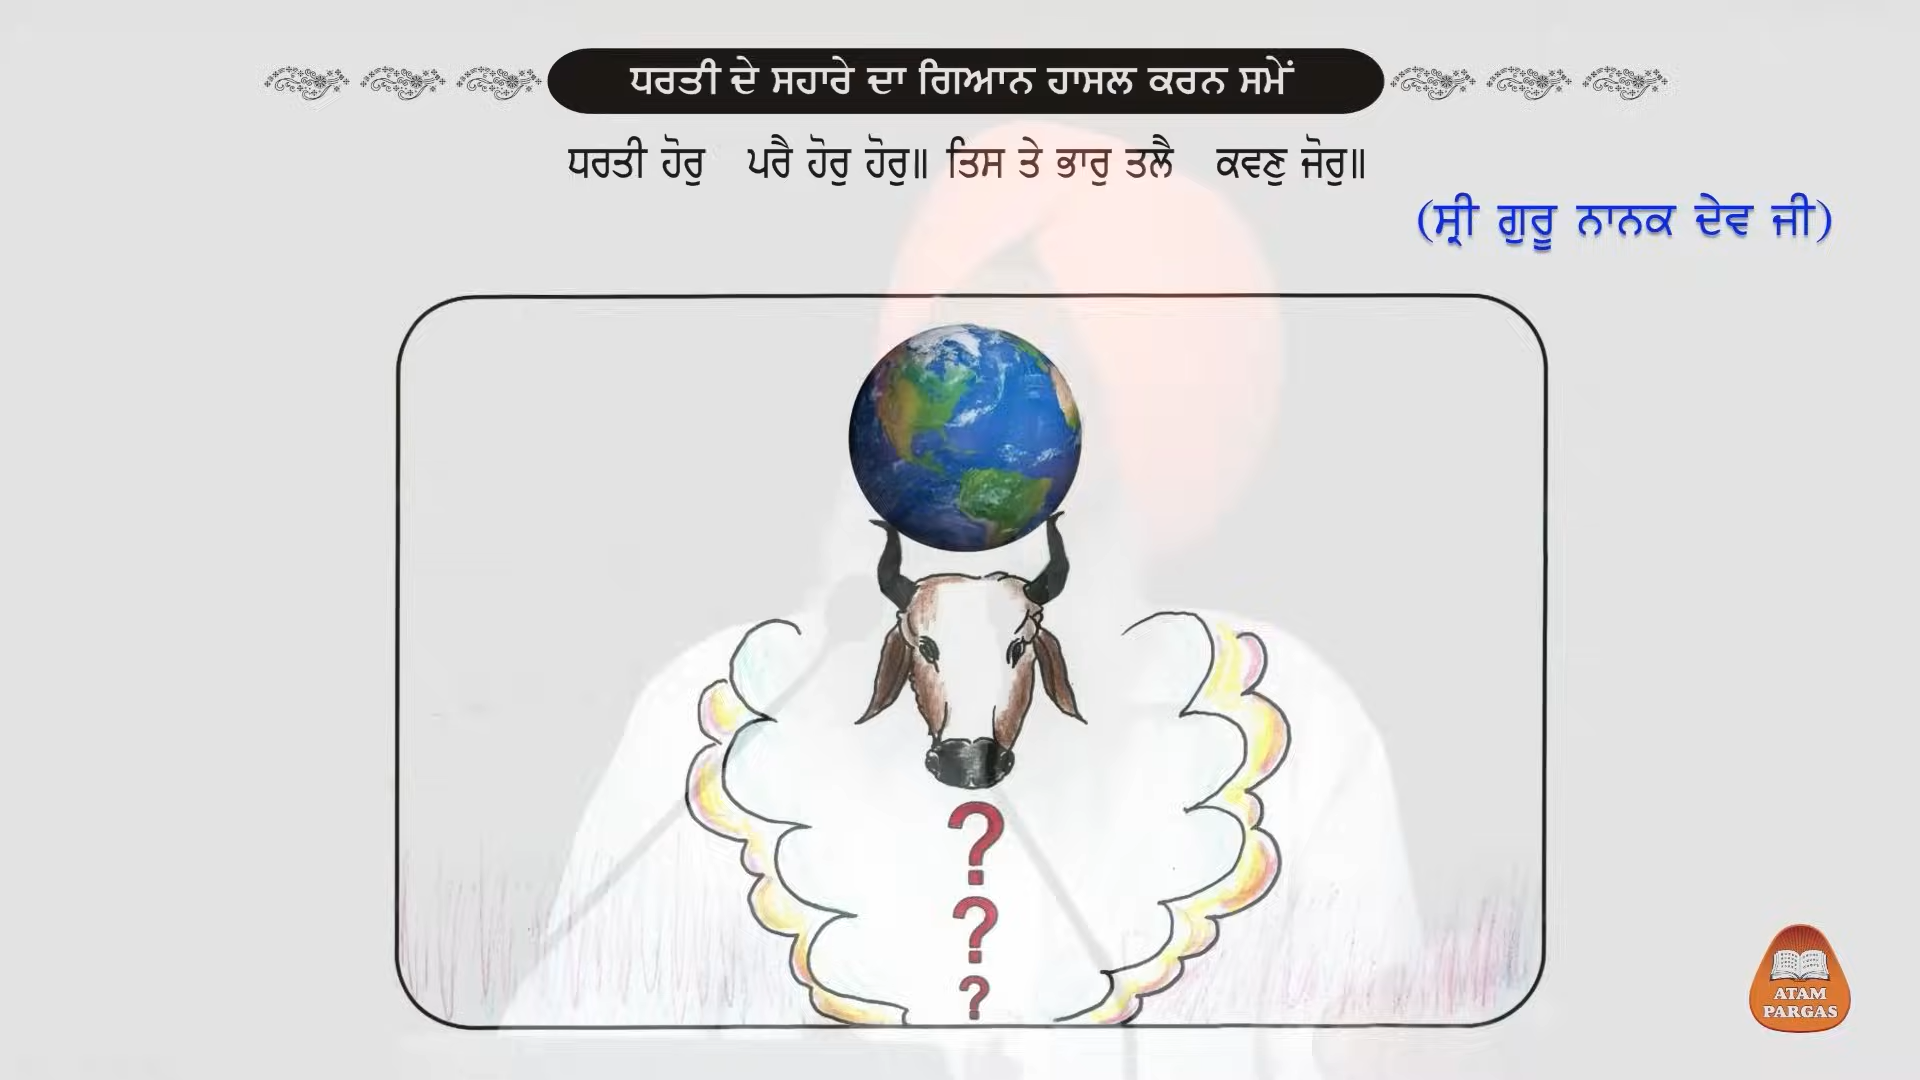 ਧਰਤੀ ਦੇ ਸਹਾਰੇ ਦਾ ਗਿਆਨ ਹਾਸਲ ਕਰਨ ਸਮੇਂ
ਧਰਤੀ ਹੋਰੁ ਪਰੈ ਹੋਰੁ ਹੋਰੁ॥ ਤਿਸ ਤੇ ਭਾਰੁ ਤਲੈ ਕਵਣੁ ਜੋਰੁ॥
(ਸ੍ਰੀ ਗੁਰੂ ਨਾਨਕ ਦੇਵ ਜੀ)
?
?
?
ATAM
PARGAS